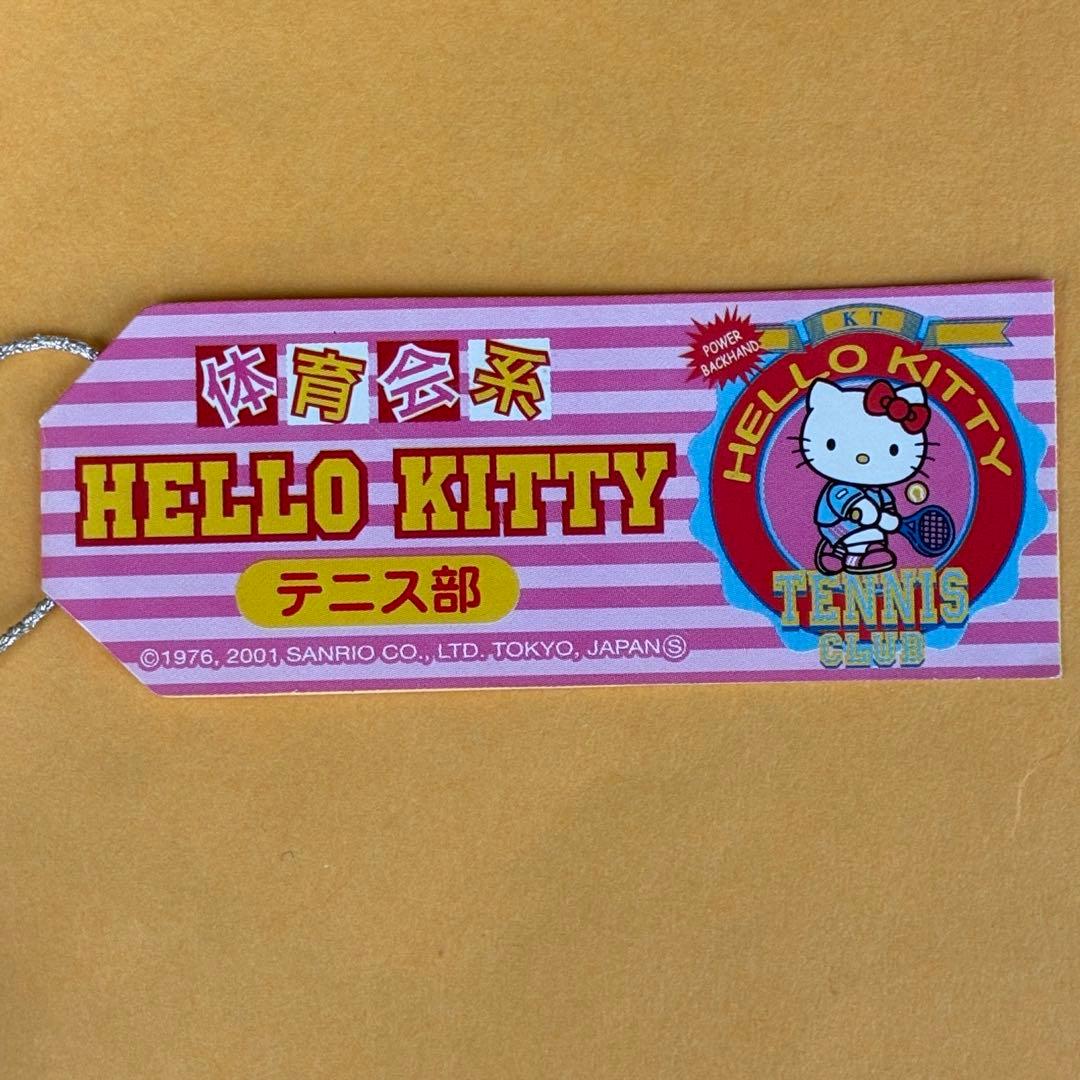 体育会系
HELLO KITTY
テニス部
©1976, 2001 SANRIO CO., LTD. TOKYO, JAPAN Ⓢ
POWER
BACKHAND
KT
HELLO KITTY
TENNIS
CLUB